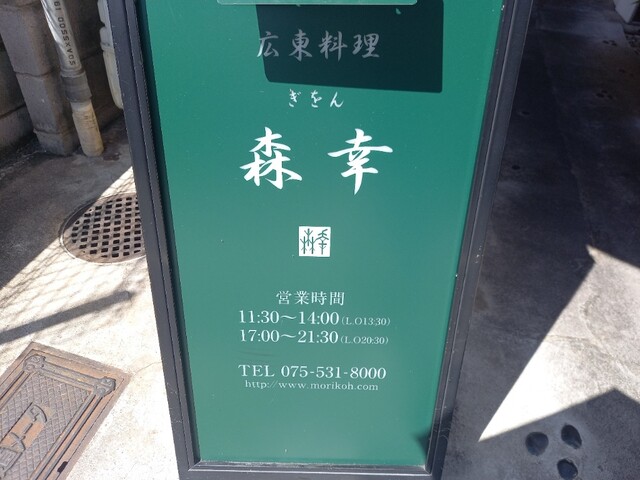 広東料理
ぎをん
森幸
営業時間
11:30〜14:00(L.O13:30)
17:00〜21:30(L.O20:30)
TEL 075-531-8000
http://www.morikoh.com